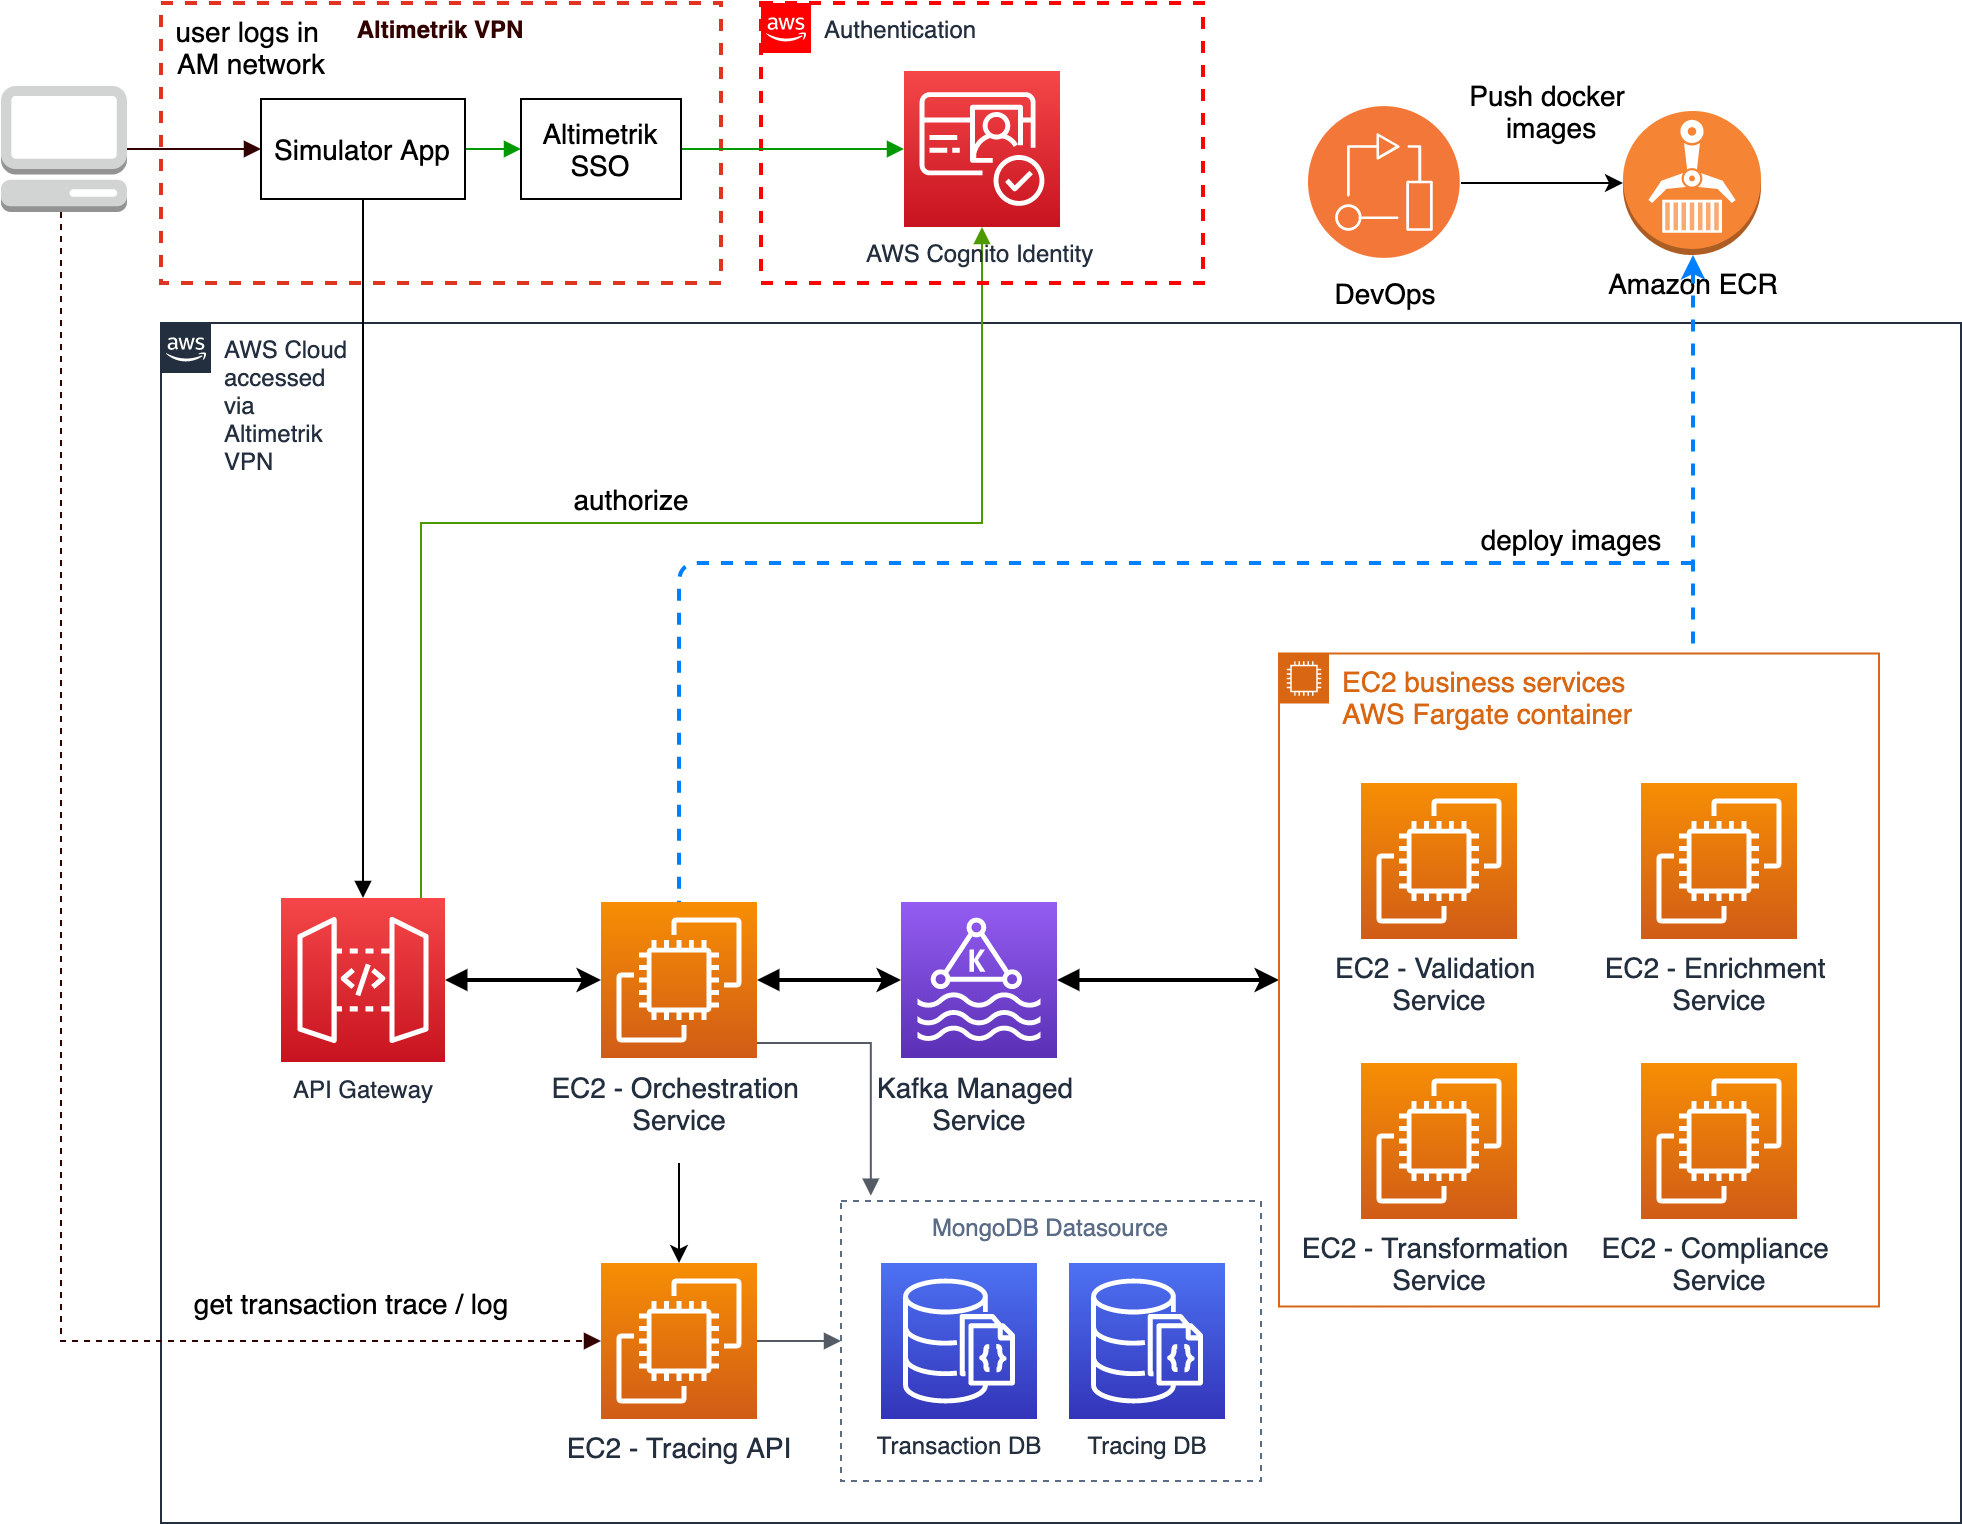 user logs in
AM network
Altimetrik VPN
aws
Authentication
Simulator App
Altimetrik
SSO
AWS Cognito Identity
Push docker
images
DevOps
Amazon ECR
aws
AWS Cloud
accessed
via
Altimetrik
VPN
authorize
deploy images
EC2 business services
AWS Fargate container
EC2 - Validation
Service
EC2 - Enrichment
Service
</>
K
API Gateway
EC2 - Orchestration
Service
Kafka Managed
Service
EC2 - Transformation
Service
EC2 - Compliance
Service
MongoDB Datasource
get transaction trace / log
{}
{}
EC2 - Tracing API
Transaction DB
Tracing DB